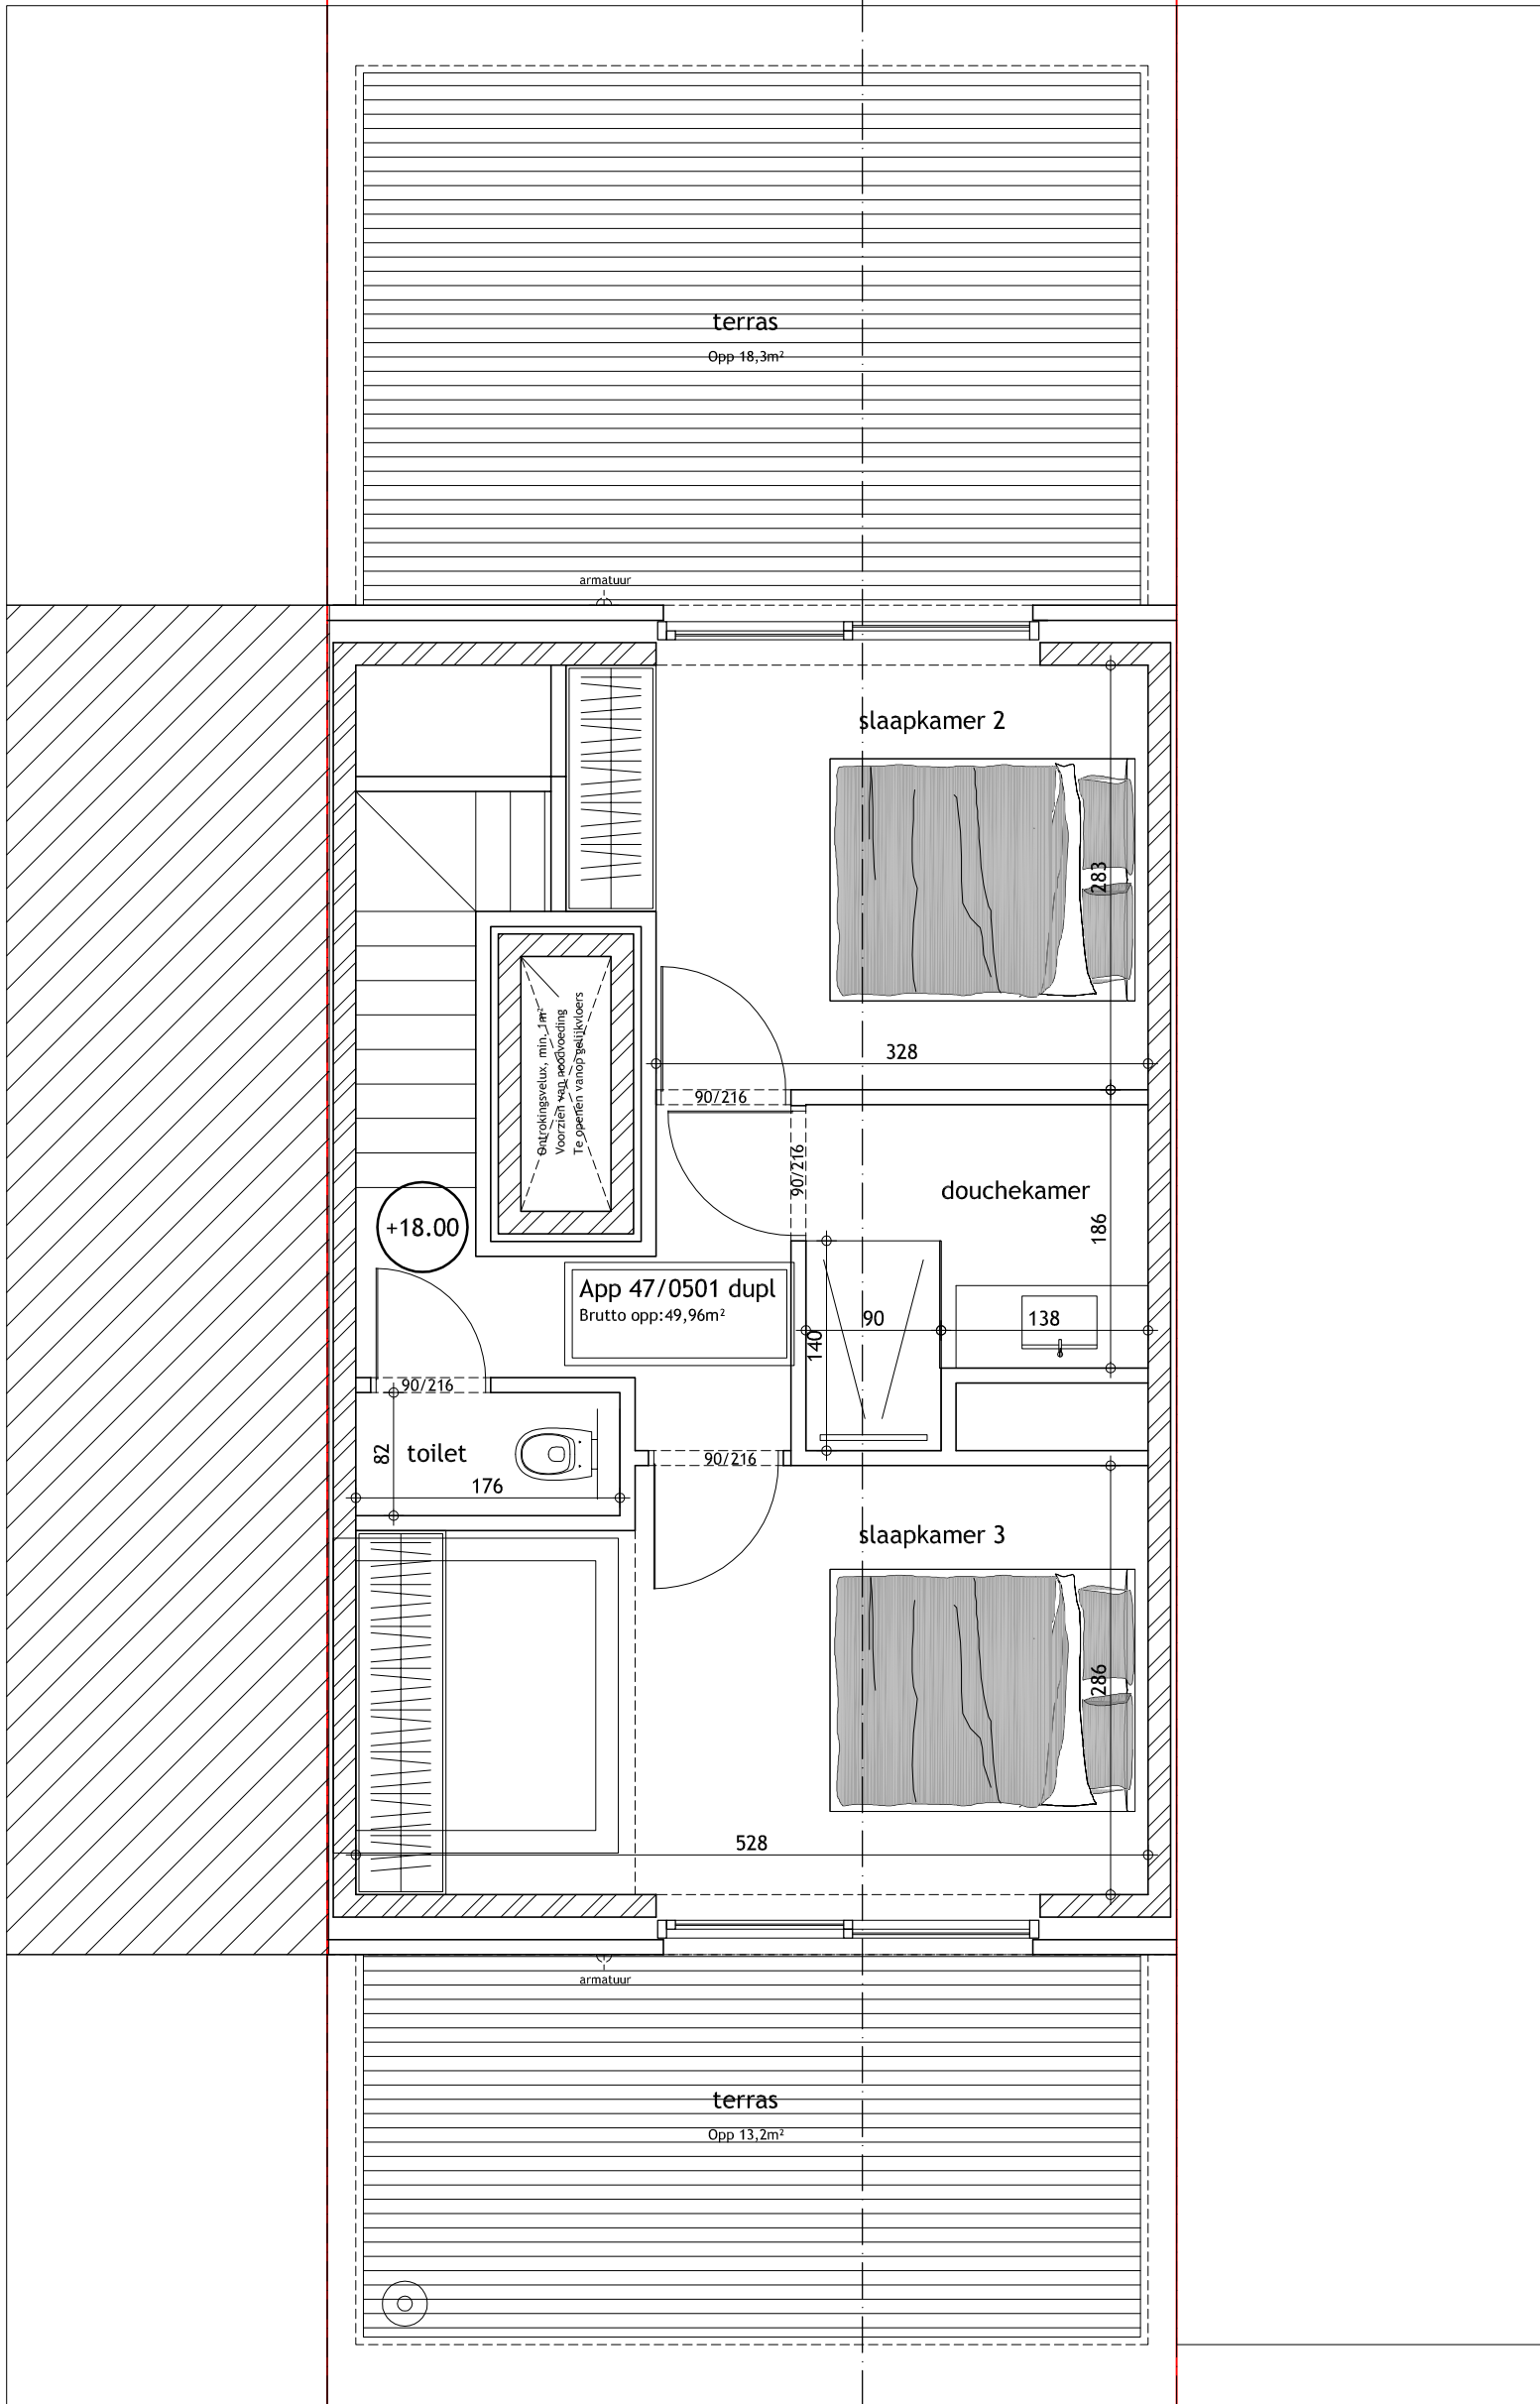 terras
Opp 18,3m²
armatuur
slaapkamer 2
283
328
90/216
90/216
Ontrokingsvelux, min. 1m²
Voorzien van noodvoeding
Te openen vanop gelijkvloers
douchekamer
186
+18.00
App 47/0501 dupl
Brutto opp:49,96m²
90
138
140
90/216
82
toilet
176
90/216
slaapkamer 3
286
528
armatuur
terras
Opp 13,2m²